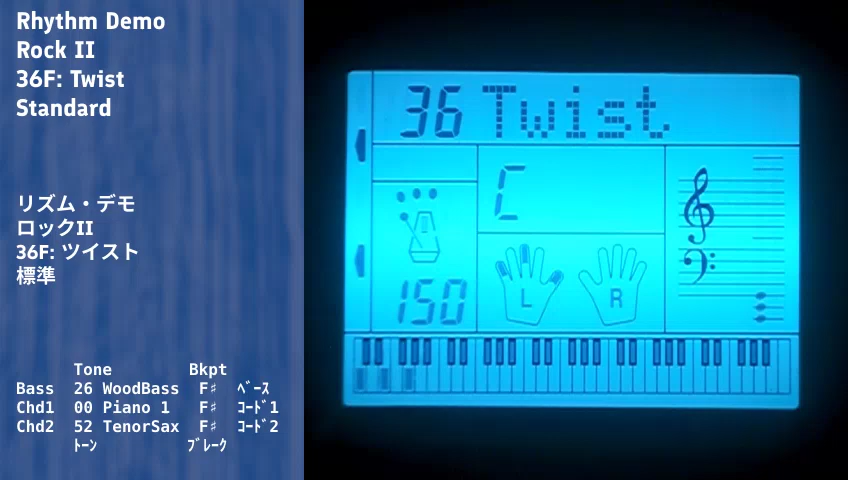 Rhythm Demo
Rock II
36F: Twist
Standard
リズム・デモ
ロックII
36F: ツイスト
標準
Tone Bkpt
Bass 26 WoodBass F♯ ﾍﾞｰｽ
Chd1 00 Piano 1 F♯ ｺｰﾄﾞ1
Chd2 52 TenorSax F♯ ｺｰﾄﾞ2
ﾄｰﾝ ﾌﾞﾚｰｸ
36 Twist
C
150
L R